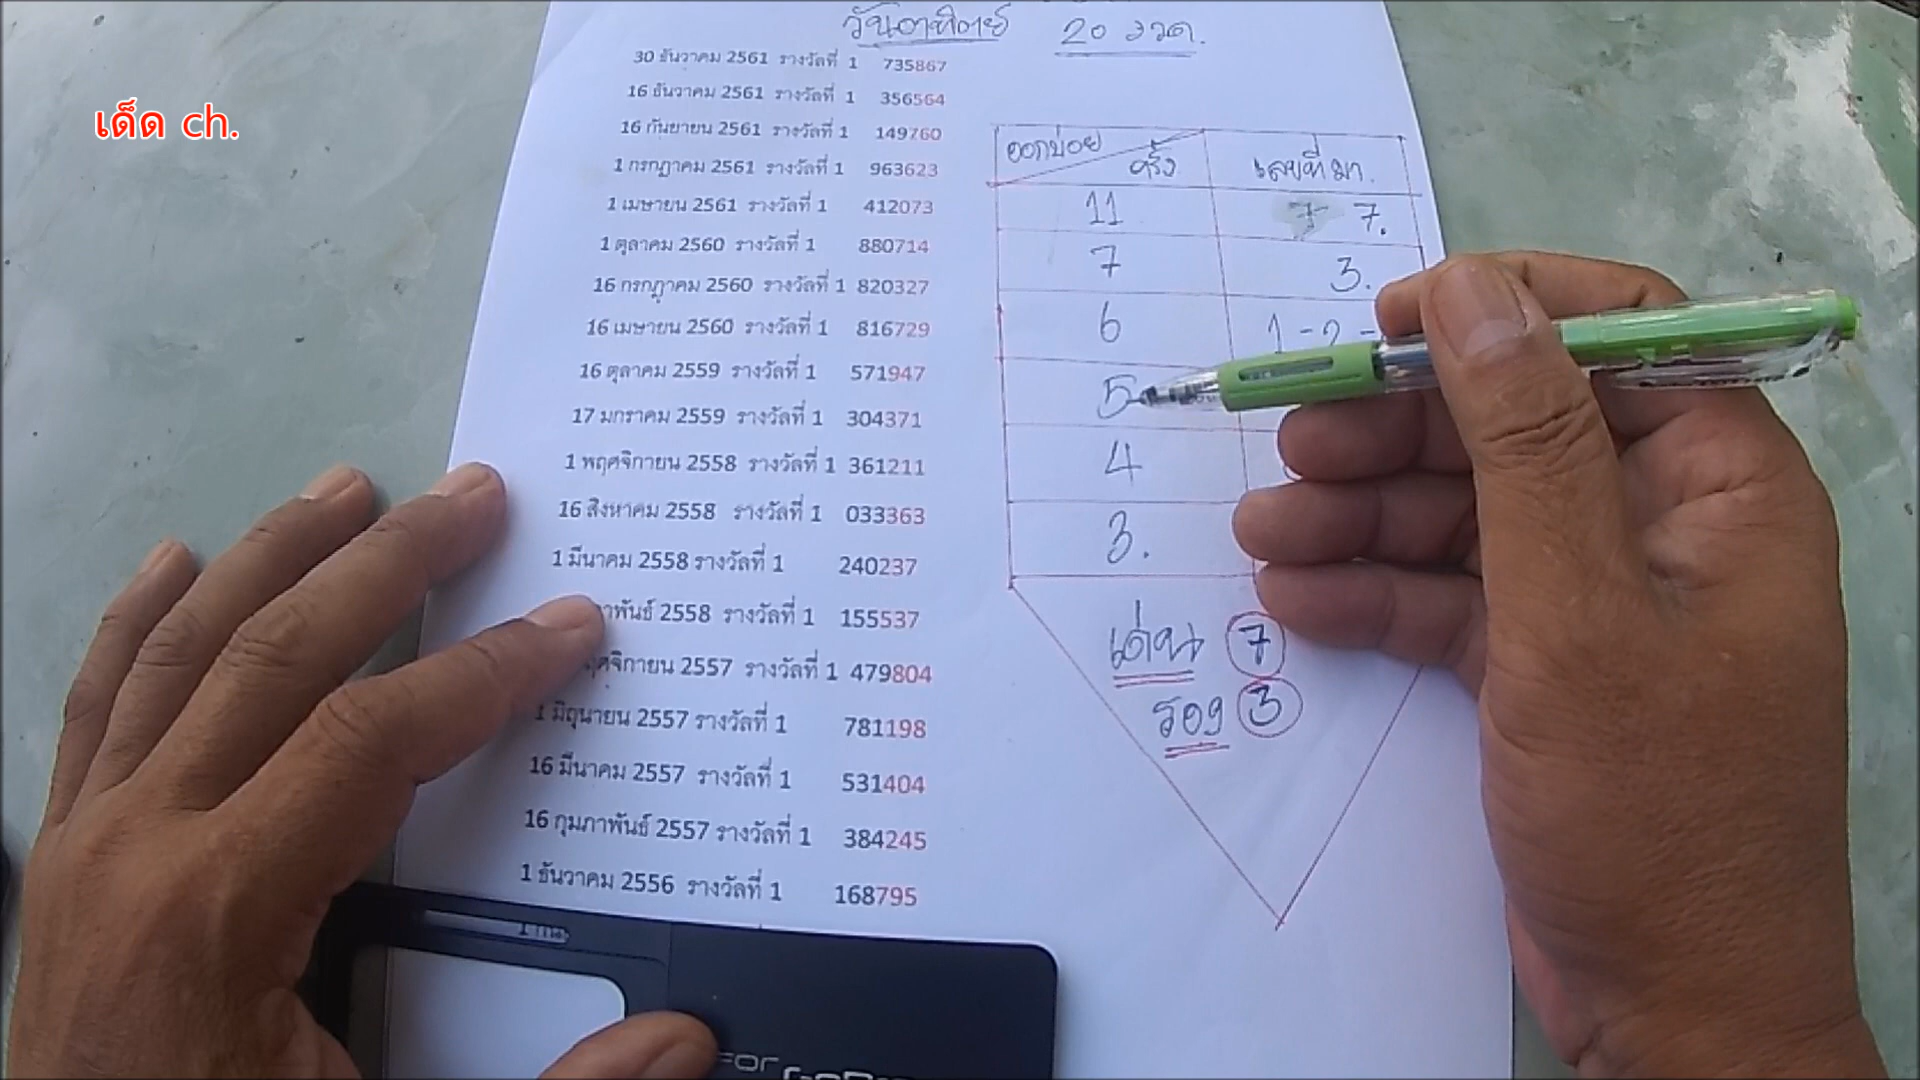 วันอาทิตย์ 20 งวด.
30 ธันวาคม 2561 รางวัลที่ 1 735867
16 ธันวาคม 2561 รางวัลที่ 1 356564
16 กันยายน 2561 รางวัลที่ 1 149760
1 กรกฎาคม 2561 รางวัลที่ 1 963623
1 เมษายน 2561 รางวัลที่ 1 412073
1 ตุลาคม 2560 รางวัลที่ 1 880714
16 กรกฎาคม 2560 รางวัลที่ 1 820327
16 เมษายน 2560 รางวัลที่ 1 816729
16 ตุลาคม 2559 รางวัลที่ 1 571947
17 มกราคม 2559 รางวัลที่ 1 304371
1 พฤศจิกายน 2558 รางวัลที่ 1 361211
16 สิงหาคม 2558 รางวัลที่ 1 033363
1 มีนาคม 2558 รางวัลที่ 1 240237
าพันธ์ 2558 รางวัลที่ 1 155537
ศจิกายน 2557 รางวัลที่ 1 479804
1 มิถุนายน 2557 รางวัลที่ 1 781198
16 มีนาคม 2557 รางวัลที่ 1 531404
16 กุมภาพันธ์ 2557 รางวัลที่ 1 384245
1 ธันวาคม 2556 รางวัลที่ 1 168795
เด็ด ch.
ออกบ่อย ครั้ง เลขที่มา.
11 7 7.
7 3.
6 1 - 2 -
5
4
3.
เด่น 7
รอง 3
FOR